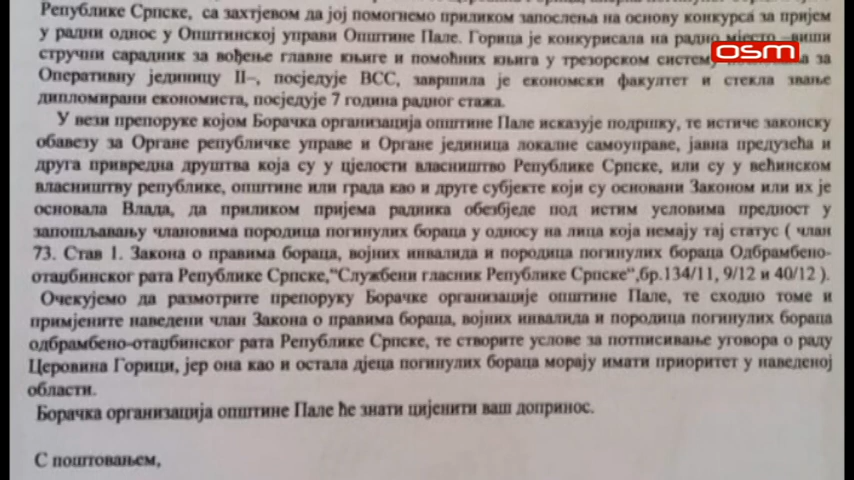 Републике Српске, са захтјевом да јој помогнемо приликом запослења на основу конкурса за пријем
у радни однос у Општинској управи Општине Пале. Горица је конкурисала на радно мјесто –виши
OSM
стручни сарадник за вођење главне књиге и помоћних књига у трезорском систему за
Оперативну јединицу II–, посједује ВСС, завршила је економски факултет и стекла звање
дипломирани економиста, посједује 7 година радног стажа.
У вези препоруке којом Борачка организација општине Пале исказује подршку, те истиче законску
обавезу за Органе републичке управе и Органе јединица локалне самоуправе, јавна предузећа и
друга привредна друштва која су у цјелости власништво Републике Српске, или су у већинском
власништву републике, општине или града као и друге субјекте који су основани Законом или их је
основала Влада, да приликом пријема радника обезбједе под истим условима предност у
запошљавању члановима породица погинулих бораца у односу на лица која немају тај статус ( члан
73. Став 1. Закона о правима бораца, војних инвалида и породица погинулих бораца Одбрамбено-
отаџбинског рата Републике Српске,“Службени гласник Републике Српске“,бр.134/11, 9/12 и 40/12 ).
Очекујемо да размотрите препоруку Борачке организације општине Пале, те сходно томе и
примјените наведени члан Закона о правима бораца, војних инвалида и породица погинулих бораца
одбрамбено-отаџбинског рата Републике Српске, те створите услове за потписивање уговора о раду
Церовина Горици, јер она као и остала дјеца погинулих бораца морају имати приоритет у наведеној
области.
Борачка организација општине Пале ће знати цијенити ваш допринос.
С поштовањем,